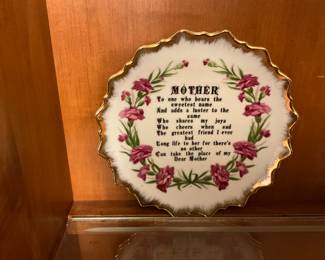 MOTHER
To one who bears the
sweetest name
And adds a luster to the
same
Who shares my joys
Who cheers when sad
The greatest friend I ever
had
Long life to her for there's
no other
Can take the place of my
Dear Mother